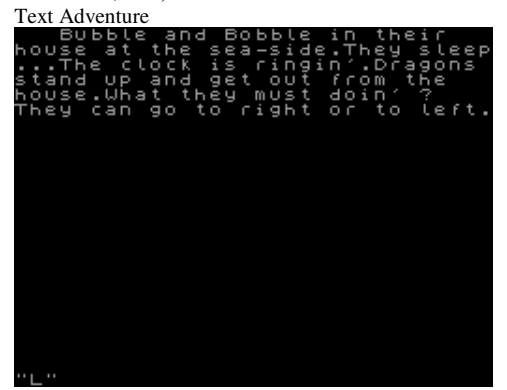 Text Adventure
Bubble and Bobble in their
house at the sea-side.They sleep
...The clock is ringin'.Dragons
stand up and get out from the
house.What they must doin' ?
They can go to right or to left.
"L"